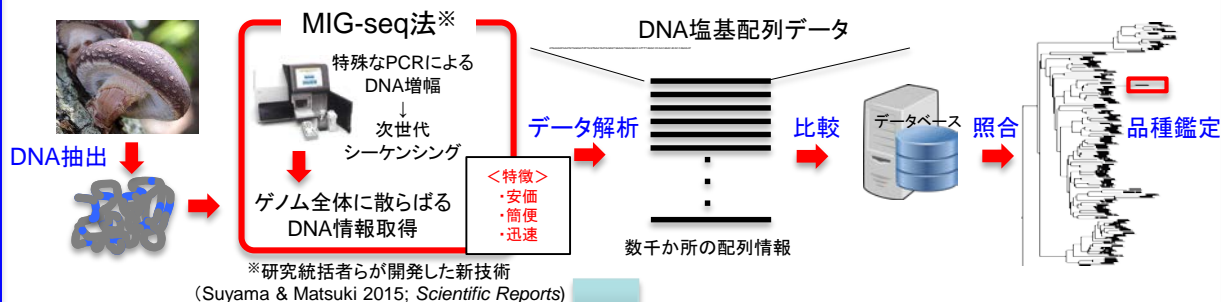 MIG-seq法※
特殊なPCRによる
DNA増幅
↓
次世代
シーケンシング
ゲノム全体に散らばる
DNA情報取得
<特徴>
・安価
・簡便
・迅速
※研究統括者らが開発した新技術
(Suyama & Matsuki 2015; Scientific Reports)
DNA抽出
データ解析
DNA塩基配列データ
数千か所の配列情報
比較
データベース
照合
品種鑑定